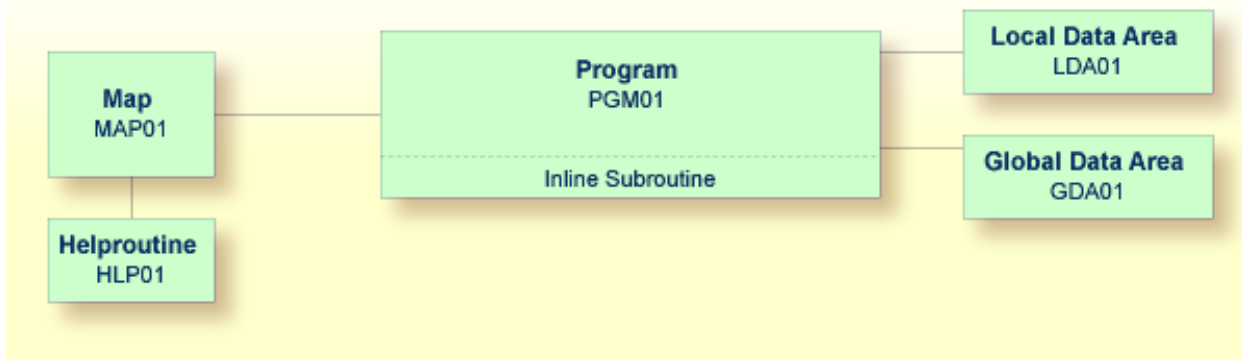 Map
MAP01
Helproutine
HLP01
Program
PGM01
Inline Subroutine
Local Data Area
LDA01
Global Data Area
GDA01